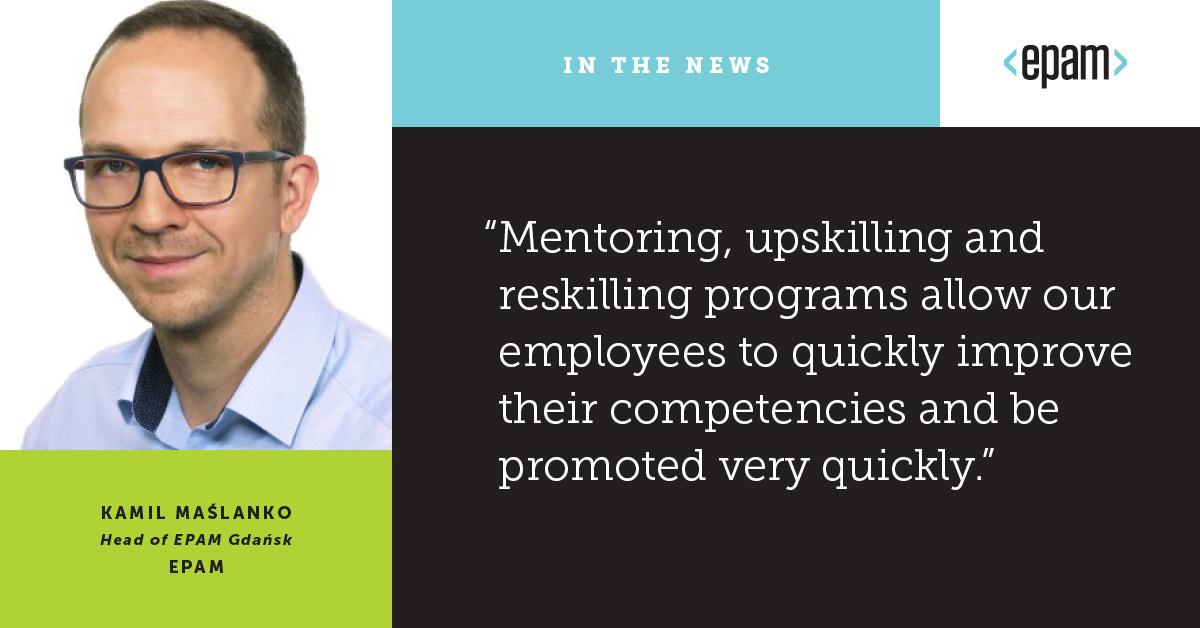 IN THE NEWS
<epam>
“Mentoring, upskilling and
reskilling programs allow our
employees to quickly improve
their competencies and be
promoted very quickly.”
KAMIL MAŚLANKO
Head of EPAM Gdańsk
EPAM